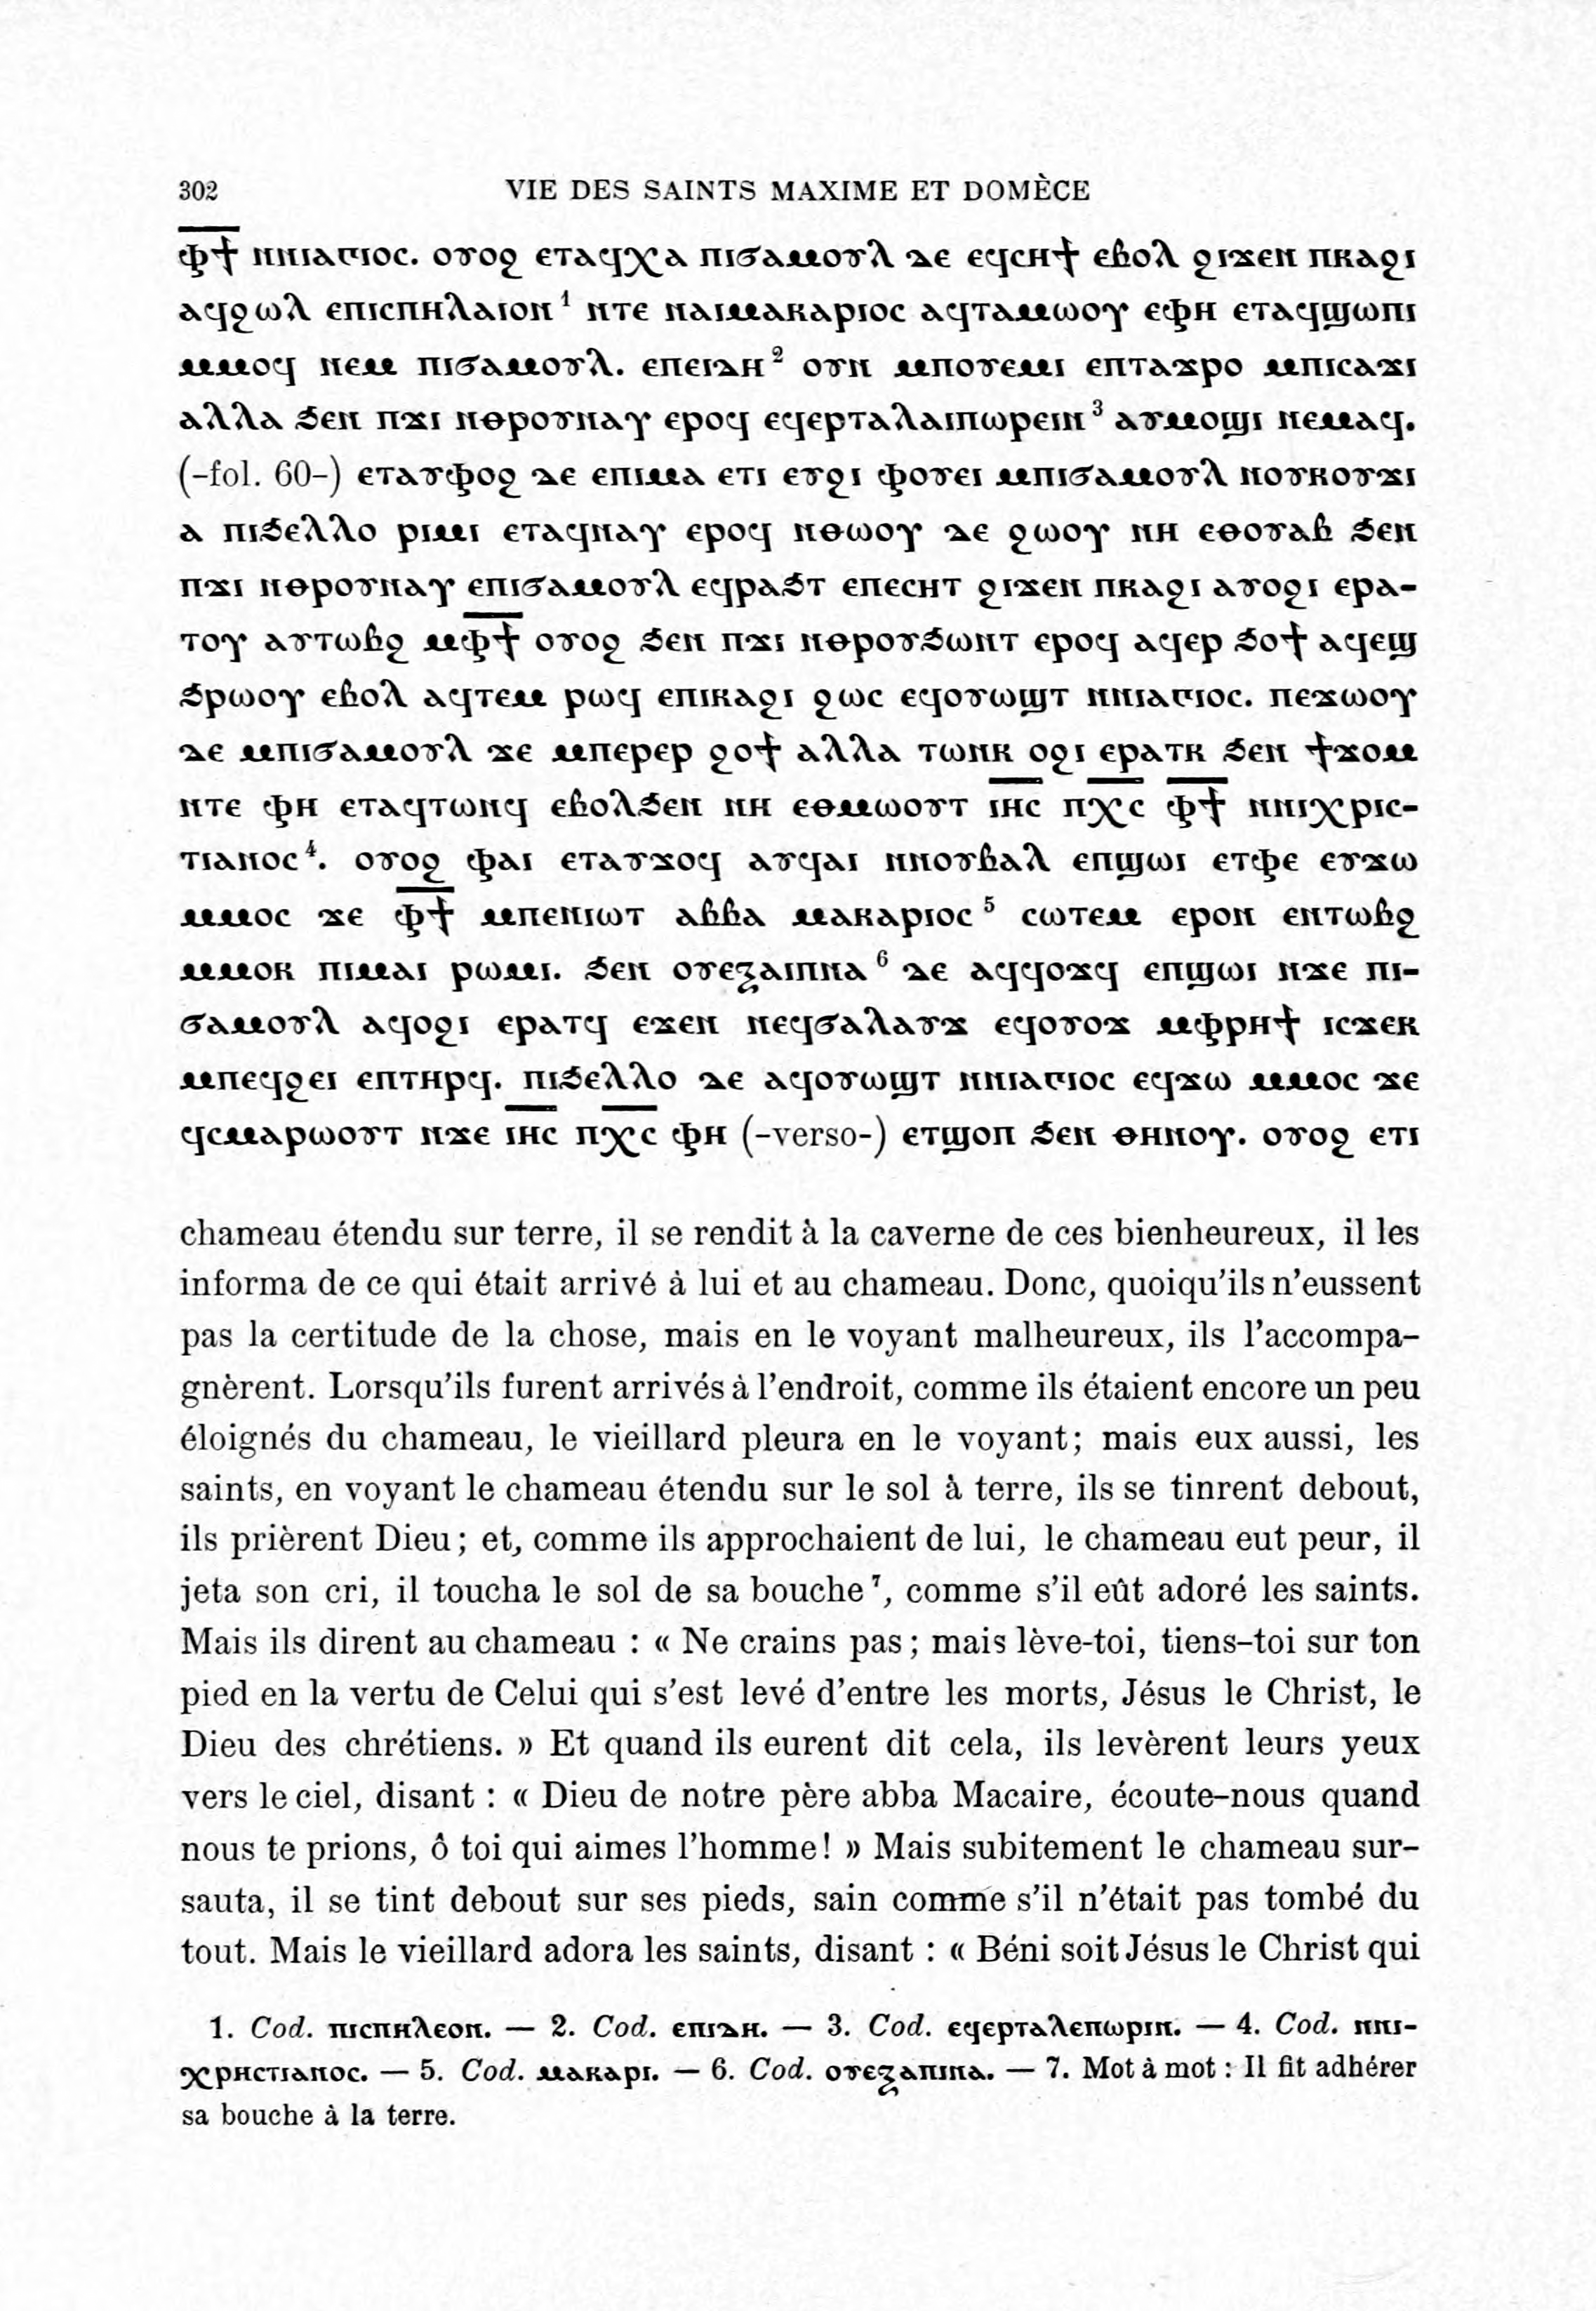 302 VIE DES SAINTS MAXIME ET DOMÈCE
ⲫ̅ϯ̅ ⲛⲛⲓⲁⲅⲓⲟⲥ. ⲟⲩⲟϩ ⲉⲧⲁϥⲭⲁ ⲡⲓϭⲁⲙⲟⲩⲗ ⲇⲉ ⲉϥⲥⲏϯ ⲉⲃⲟⲗ ϩⲓϫⲉⲛ ⲡⲕⲁϩⲓ
ⲁϥϩⲱⲗ ⲉⲡⲓⲥⲡⲏⲗⲁⲓⲟⲛ¹ ⲛⲧⲉ ⲛⲁⲓⲙⲁⲕⲁⲣⲓⲟⲥ ⲁϥⲧⲁⲙⲱⲟⲩ ⲉⲫⲏ ⲉⲧⲁϥϣⲱⲡⲓ
ⲙⲙⲟϥ ⲛⲉⲙ ⲡⲓϭⲁⲙⲟⲩⲗ. ⲉⲡⲉⲓⲇⲏ² ⲟⲩⲛ ⲙⲡⲟⲩⲉⲙⲓ ⲉⲡⲧⲁϫⲣⲟ ⲙⲡⲓⲥⲁϫⲓ
ⲁⲗⲗⲁ ϧⲉⲛ ⲡϫⲓ ⲛⲑⲣⲟⲩⲛⲁⲩ ⲉⲣⲟϥ ⲉϥⲉⲣⲧⲁⲗⲁⲓⲡⲱⲣⲉⲓⲛ³ ⲁⲩⲙⲟϣⲓ ⲛⲉⲙⲁϥ.
(-fol. 60-) ⲉⲧⲁⲩⲫⲟϩ ⲇⲉ ⲉⲡⲓⲙⲁ ⲉⲧⲓ ⲉⲩϩⲓ ⲫⲟⲩⲉⲓ ⲙⲡⲓϭⲁⲙⲟⲩⲗ ⲛⲟⲩⲕⲟⲩϫⲓ
ⲁ ⲡⲓϧⲉⲗⲗⲟ ⲣⲓⲙⲓ ⲉⲧⲁϥⲛⲁⲩ ⲉⲣⲟϥ ⲛⲑⲱⲟⲩ ⲇⲉ ϩⲱⲟⲩ ⲛⲏ ⲉⲑⲟⲩⲁⲃ ϧⲉⲛ
ⲡϫⲓ ⲛⲑⲣⲟⲩⲛⲁⲩ ⲉⲡⲓϭⲁⲙⲟⲩⲗ ⲉϥⲣⲁϧⲧ ⲉⲡⲉⲥⲏⲧ ϩⲓϫⲉⲛ ⲡⲕⲁϩⲓ ⲁⲩⲟϩⲓ ⲉⲣⲁ-
ⲧⲟⲩ ⲁⲩⲧⲱⲃϩ ⲙⲫ̅ϯ̅ ⲟⲩⲟϩ ϧⲉⲛ ⲡϫⲓ ⲛⲑⲣⲟⲩϧⲱⲛⲧ ⲉⲣⲟϥ ⲁϥⲉⲣ ϩⲟϯ ⲁϥⲉϣ
ϧⲣⲱⲟⲩ ⲉⲃⲟⲗ ⲁϥⲧⲉⲙ ⲣⲱϥ ⲉⲡⲓⲕⲁϩⲓ ϩⲱⲥ ⲉϥⲟⲩⲱϣⲧ ⲛⲛⲓⲁⲅⲓⲟⲥ. ⲡⲉϫⲱⲟⲩ
ⲇⲉ ⲙⲡⲓϭⲁⲙⲟⲩⲗ ϫⲉ ⲙⲡⲉⲣⲉⲣ ϩⲟϯ ⲁⲗⲗⲁ ⲧⲱⲛⲕ ⲟϩⲓ ⲉⲣⲁⲧⲕ ϧⲉⲛ ϯϫⲟⲙ
ⲛⲧⲉ ⲫⲏ ⲉⲧⲁϥⲧⲱⲛϥ ⲉⲃⲟⲗϧⲉⲛ ⲛⲏ ⲉⲑⲙⲱⲟⲩⲧ ⲓ̅ⲏ̅ⲥ̅ ⲡ̅ⲭ̅ⲥ̅ ⲫ̅ϯ̅ ⲛⲛⲓⲭⲣⲓⲥ-
ⲧⲓⲁⲛⲟⲥ⁴. ⲟⲩⲟϩ ⲫⲁⲓ ⲉⲧⲁⲩϫⲟϥ ⲁⲩϥⲁⲓ ⲛⲛⲟⲩⲃⲁⲗ ⲉⲡϣⲱⲓ ⲉⲧⲫⲉ ⲉⲩϫⲱ
ⲙⲙⲟⲥ ϫⲉ ⲫ̅ϯ̅ ⲙⲡⲉⲛⲓⲱⲧ ⲁⲃⲃⲁ ⲙⲁⲕⲁⲣⲓⲟⲥ⁵ ⲥⲱⲧⲉⲙ ⲉⲣⲟⲛ ⲉⲛⲧⲱⲃϩ
ⲙⲙⲟⲕ ⲡⲓⲙⲁⲓ ⲣⲱⲙⲓ. ϧⲉⲛ ⲟⲩⲉⲝⲁⲓⲡⲛⲁ⁶ ⲇⲉ ⲁϥϥⲟϫϥ ⲉⲡϣⲱⲓ ⲛϫⲉ ⲡⲓ-
ϭⲁⲙⲟⲩⲗ ⲁϥⲟϩⲓ ⲉⲣⲁⲧϥ ⲉϫⲉⲛ ⲛⲉϥϭⲁⲗⲁⲩϫ ⲉϥⲟⲩⲟϫ ⲙⲫⲣⲏϯ ⲓⲥϫⲉⲕ
ⲙⲡⲉϥϩⲉⲓ ⲉⲡⲧⲏⲣϥ. ⲡⲓϧⲉⲗⲗⲟ ⲇⲉ ⲁϥⲟⲩⲱϣⲧ ⲛⲛⲓⲁⲅⲓⲟⲥ ⲉϥϫⲱ ⲙⲙⲟⲥ ϫⲉ
ϥⲥⲙⲁⲣⲱⲟⲩⲧ ⲛϫⲉ ⲓ̅ⲏ̅ⲥ̅ ⲡ̅ⲭ̅ⲥ̅ ⲫⲏ (-verso-) ⲉⲧϣⲟⲡ ϧⲉⲛ ⲑⲏⲛⲟⲩ. ⲟⲩⲟϩ ⲉⲧⲓ
chameau étendu sur terre, il se rendit à la caverne de ces bienheureux, il les
informa de ce qui était arrivé à lui et au chameau. Donc, quoiqu'ils n'eussent
pas la certitude de la chose, mais en le voyant malheureux, ils l'accompa-
gnèrent. Lorsqu'ils furent arrivés à l'endroit, comme ils étaient encore un peu
éloignés du chameau, le vieillard pleura en le voyant; mais eux aussi, les
saints, en voyant le chameau étendu sur le sol à terre, ils se tinrent debout,
ils prièrent Dieu; et, comme ils approchaient de lui, le chameau eut peur, il
jeta son cri, il toucha le sol de sa bouche⁷, comme s'il eût adoré les saints.
Mais ils dirent au chameau : « Ne crains pas; mais lève-toi, tiens-toi sur ton
pied en la vertu de Celui qui s'est levé d'entre les morts, Jésus le Christ, le
Dieu des chrétiens. » Et quand ils eurent dit cela, ils levèrent leurs yeux
vers le ciel, disant : « Dieu de notre père abba Macaire, écoute-nous quand
nous te prions, ô toi qui aimes l'homme! » Mais subitement le chameau sur-
sauta, il se tint debout sur ses pieds, sain comme s'il n'était pas tombé du
tout. Mais le vieillard adora les saints, disant : « Béni soit Jésus le Christ qui
1. Cod. ⲡⲓⲥⲡⲏⲗⲉⲟⲛ. — 2. Cod. ⲉⲡⲓⲇⲏ. — 3. Cod. ⲉϥⲉⲣⲧⲁⲗⲉⲡⲱⲣⲓⲛ. — 4. Cod. ⲛⲛⲓ-
ⲭⲣⲏⲥⲧⲓⲁⲛⲟⲥ. — 5. Cod. ⲙⲁⲕⲁⲣⲓ. — 6. Cod. ⲟⲩⲉⲝⲁⲡⲓⲛⲁ. — 7. Mot à mot : Il fit adhérer
sa bouche à la terre.